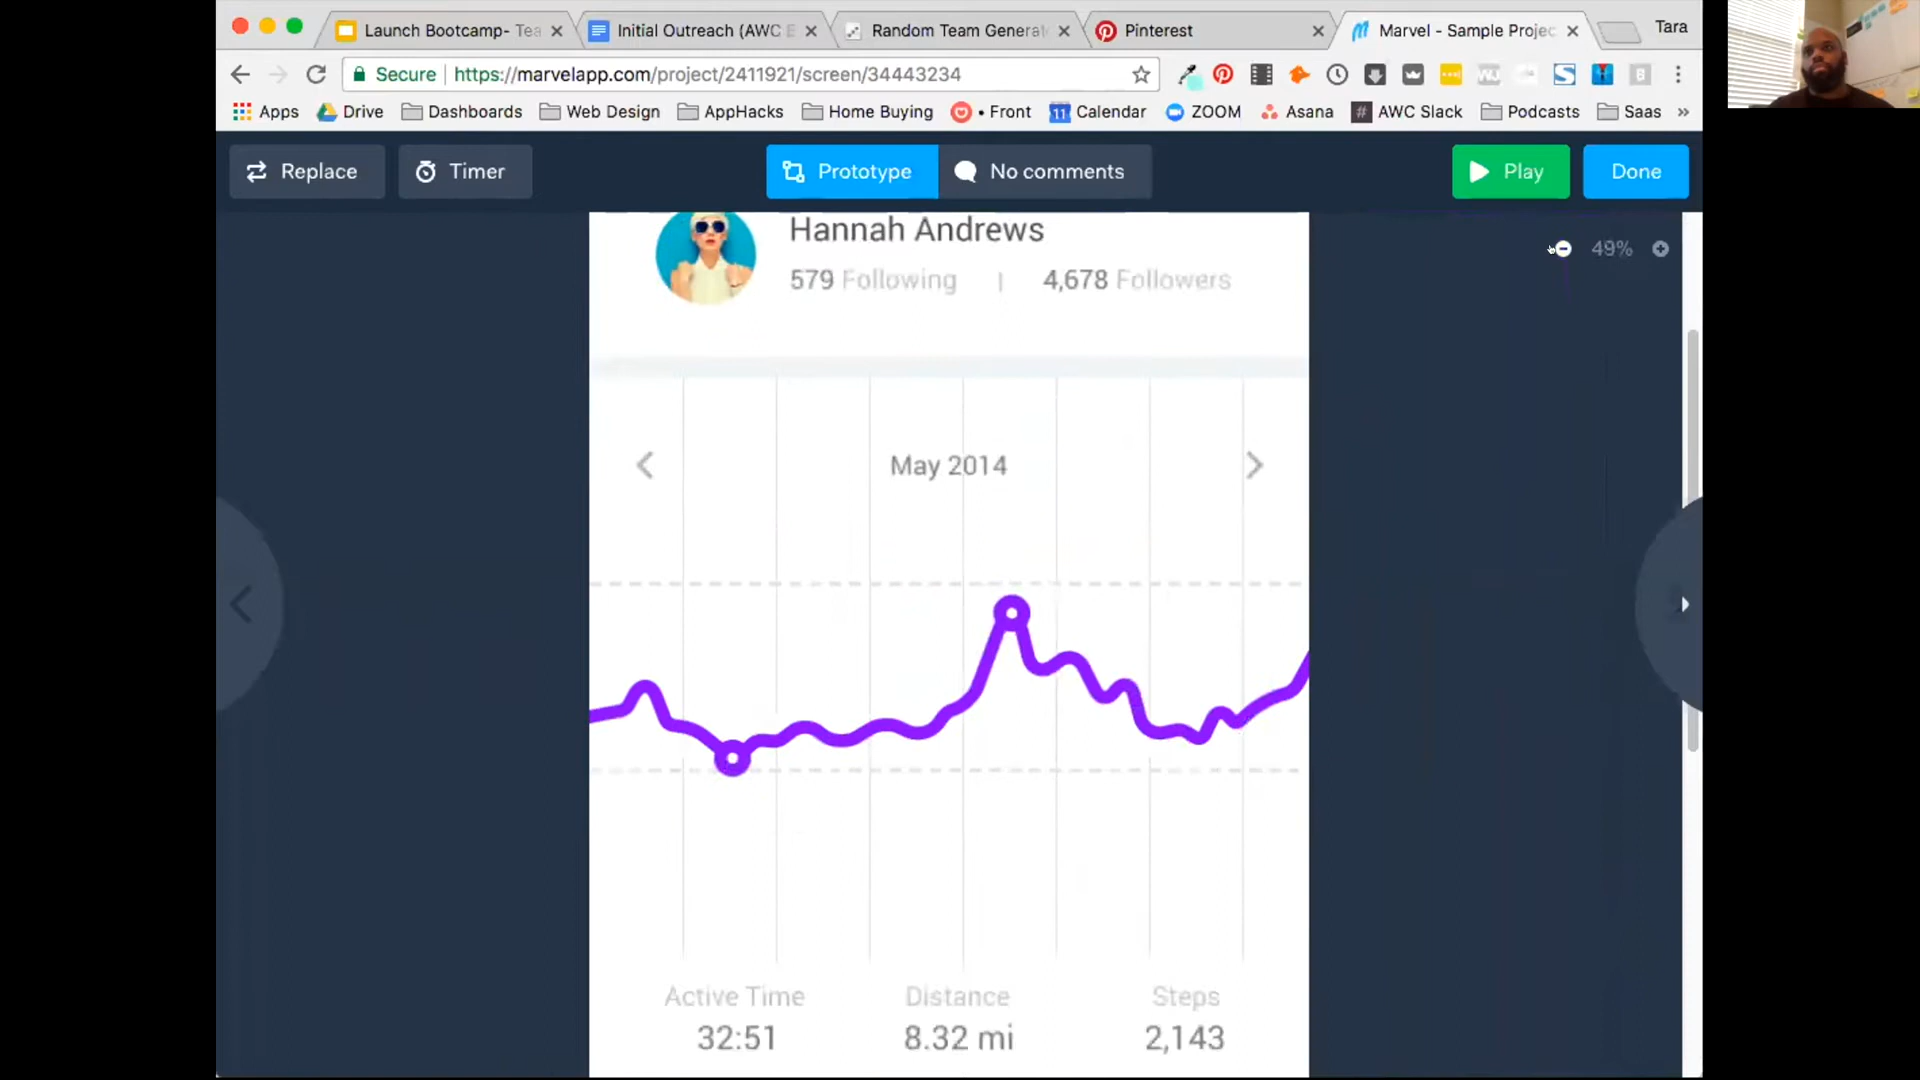 Launch Bootcamp- Tea
Initial Outreach (AWC E
Random Team Generat
Pinterest
Marvel - Sample Projec
Tara
Secure
https://marvelapp.com/project/2411921/screen/34443234
Apps
Drive
Dashboards
Web Design
AppHacks
Home Buying
• Front
11
Calendar
ZOOM
Asana
# AWC Slack
Podcasts
Saas
»
Replace
Timer
Prototype
No comments
Play
Done
Hannah Andrews
49%
579 Following | 4,678 Followers
May 2014
Active Time
Distance
Steps
32:51
8.32 mi
2,143